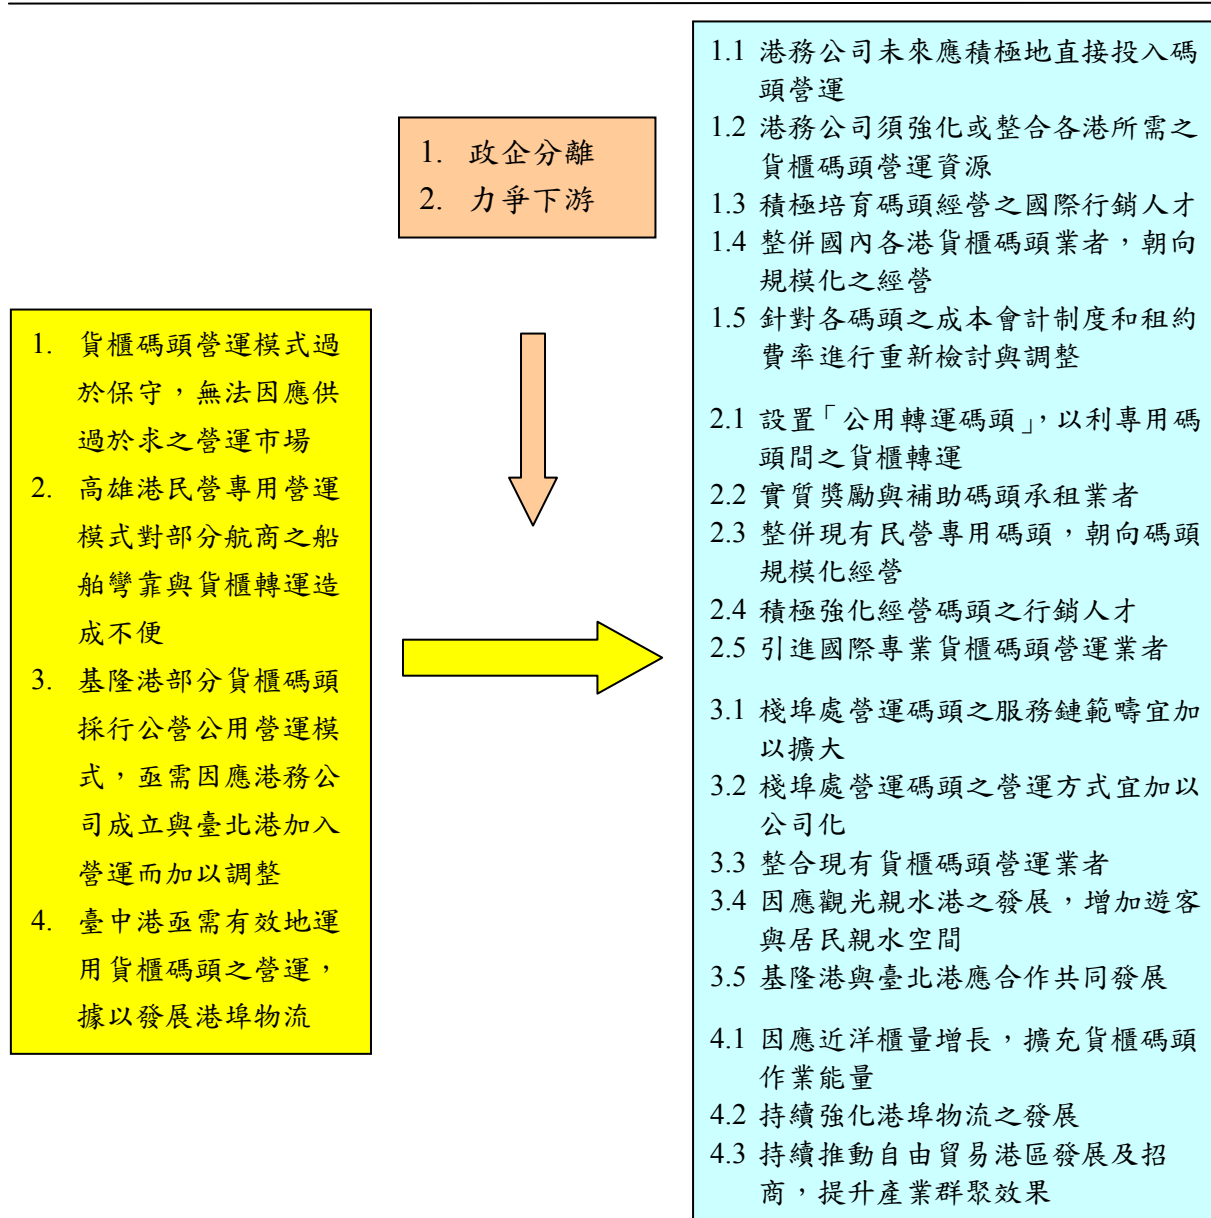 1. 政企分離
2. 力爭下游
1. 貨櫃碼頭營運模式過
於保守，無法因應供
過於求之營運市場
2. 高雄港民營專用營運
模式對部分航商之船
舶彎靠與貨櫃轉運造
成不便
3. 基隆港部分貨櫃碼頭
採行公營公用營運模
式，亟需因應港務公
司成立與臺北港加入
營運而加以調整
4. 臺中港亟需有效地運
用貨櫃碼頭之營運，
據以發展港埠物流
1.1 港務公司未來應積極地直接投入碼
頭營運
1.2 港務公司須強化或整合各港所需之
貨櫃碼頭營運資源
1.3 積極培育碼頭經營之國際行銷人才
1.4 整併國內各港貨櫃碼頭業者，朝向
規模化之經營
1.5 針對各碼頭之成本會計制度和租約
費率進行重新檢討與調整
2.1 設置「公用轉運碼頭」，以利專用碼
頭間之貨櫃轉運
2.2 實質獎勵與補助碼頭承租業者
2.3 整併現有民營專用碼頭，朝向碼頭
規模化經營
2.4 積極強化經營碼頭之行銷人才
2.5 引進國際專業貨櫃碼頭營運業者
3.1 棧埠處營運碼頭之服務鏈範疇宜加
以擴大
3.2 棧埠處營運碼頭之營運方式宜加以
公司化
3.3 整合現有貨櫃碼頭營運業者
3.4 因應觀光親水港之發展，增加遊客
與居民親水空間
3.5 基隆港與臺北港應合作共同發展
4.1 因應近洋櫃量增長，擴充貨櫃碼頭
作業能量
4.2 持續強化港埠物流之發展
4.3 持續推動自由貿易港區發展及招
商，提升產業群聚效果